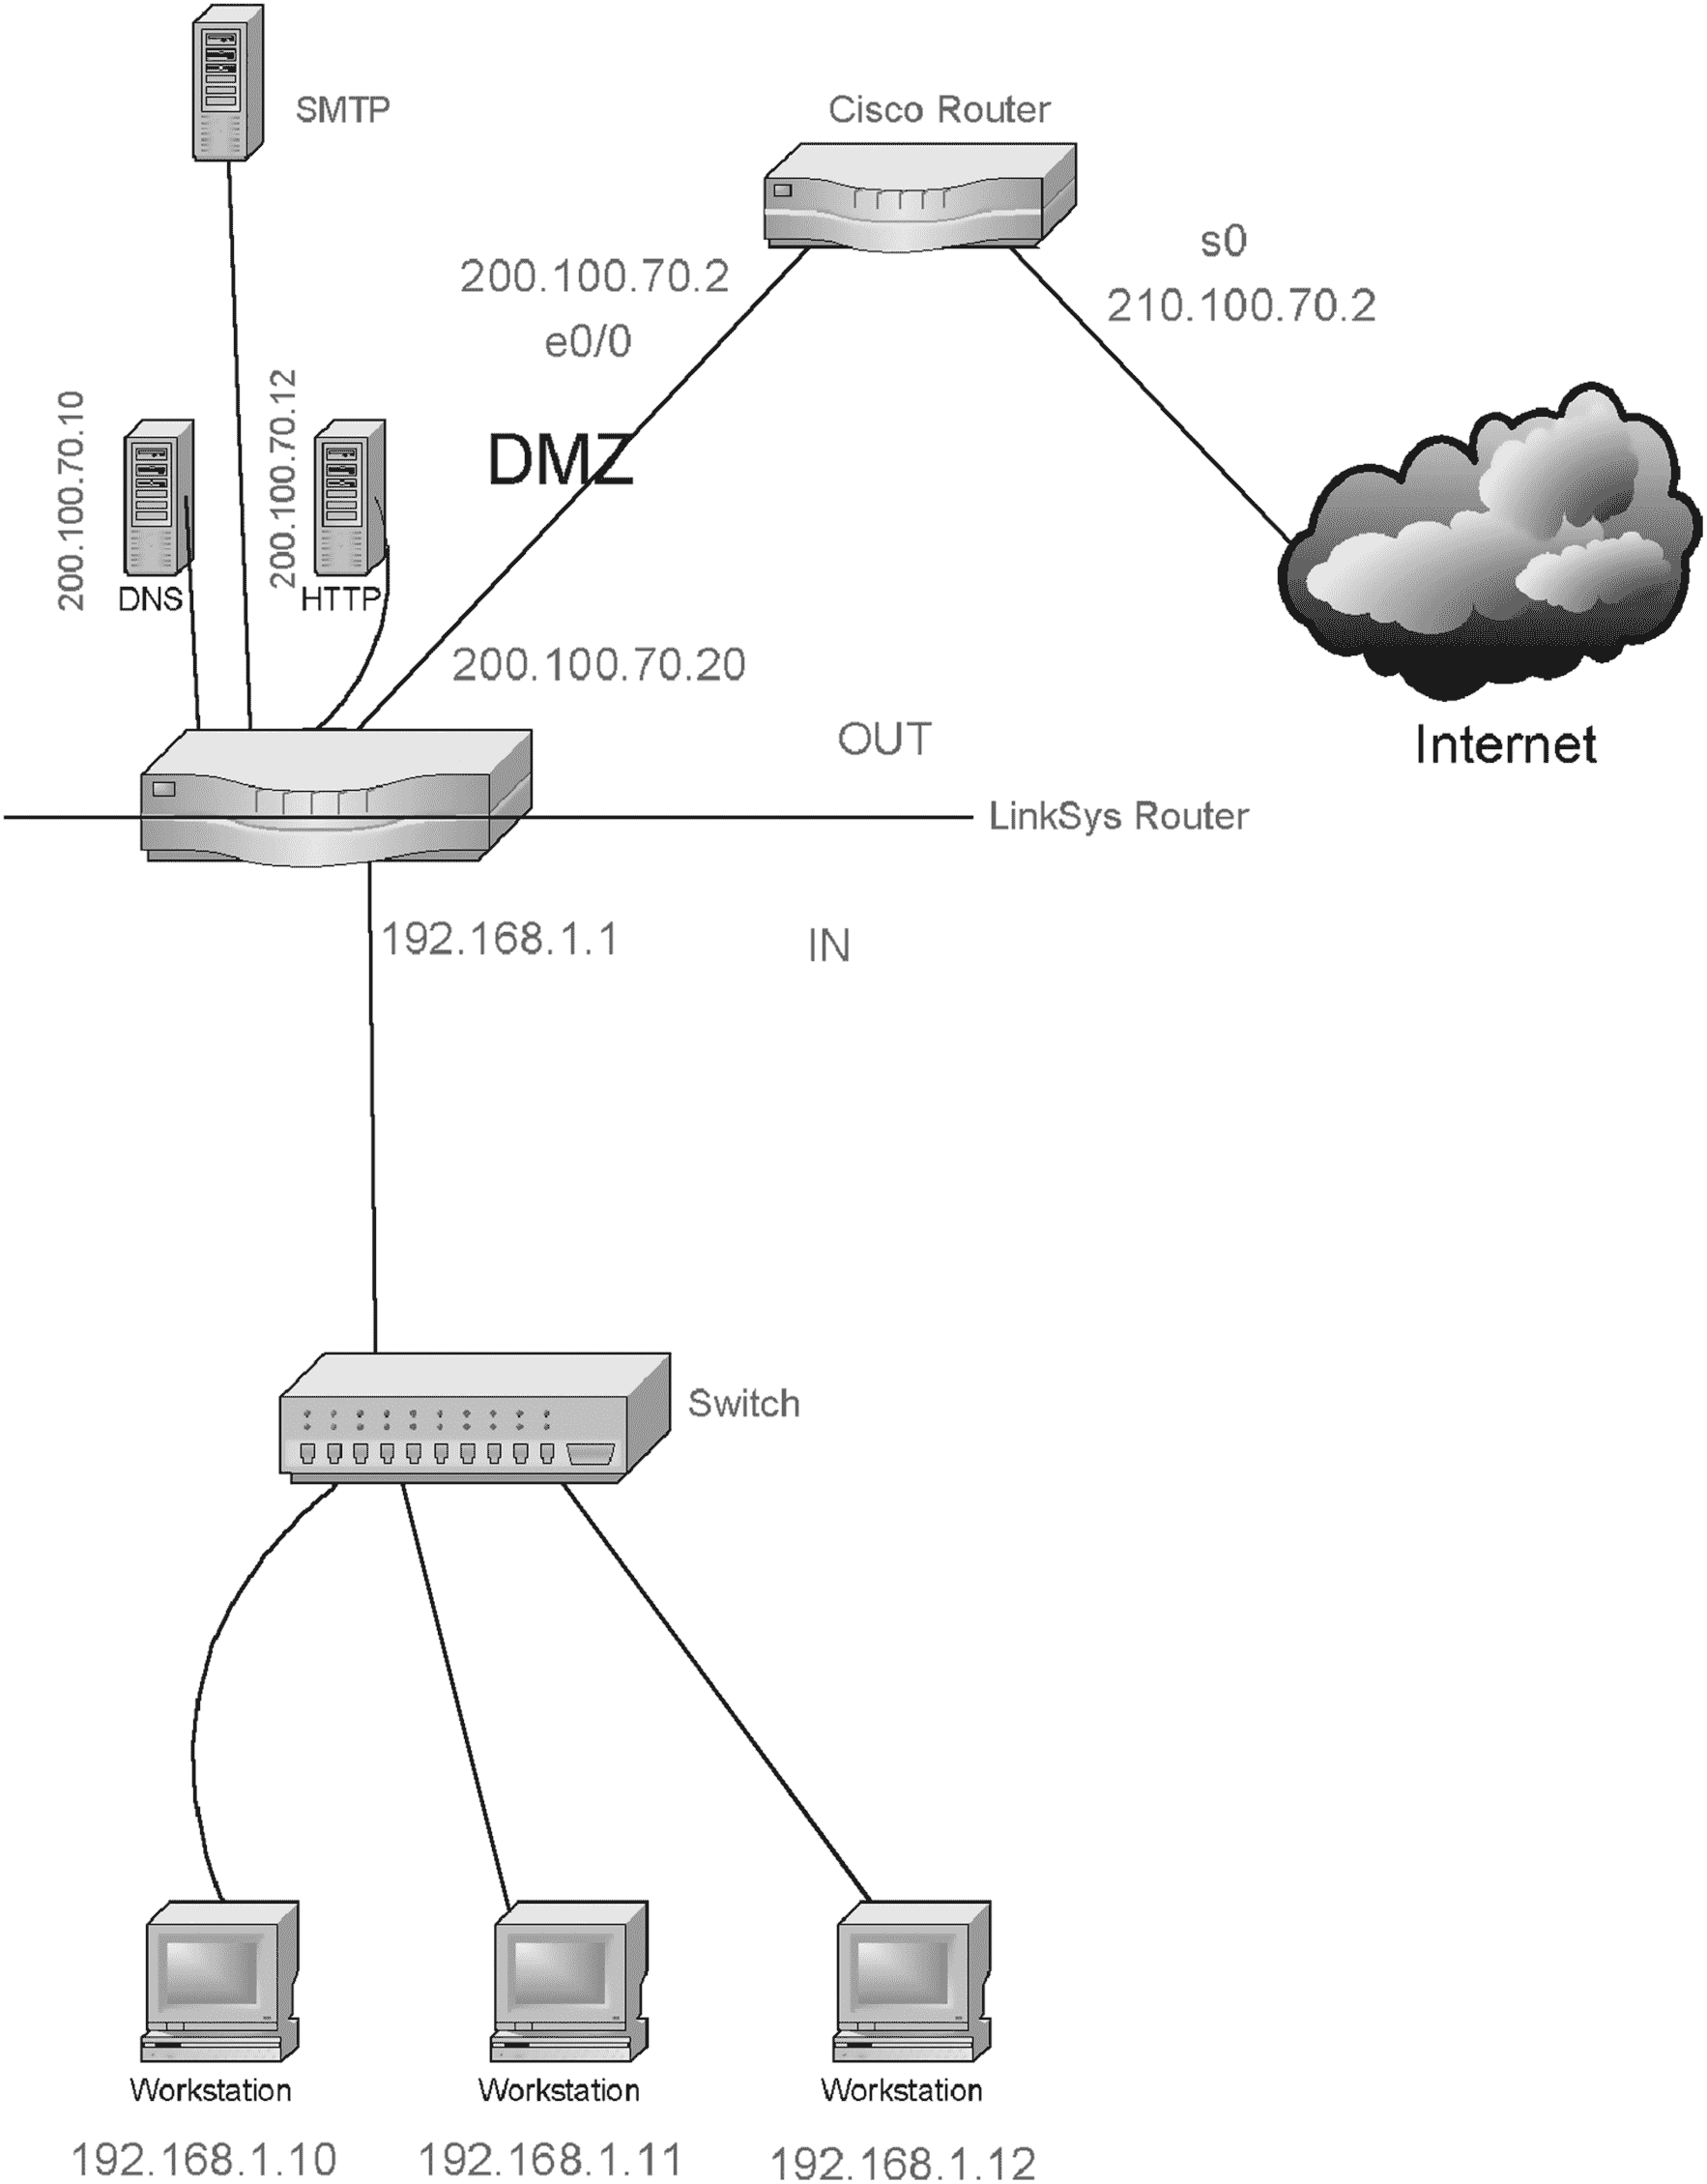 SMTP
Cisco Router
s0
200.100.70.2
210.100.70.2
e0/0
200.100.70.10
200.100.70.12
DMZ
DNS
HTTP
200.100.70.20
OUT
Internet
LinkSys Router
192.168.1.1
IN
Switch
Workstation
Workstation
Workstation
192.168.1.10
192.168.1.11
192.168.1.12